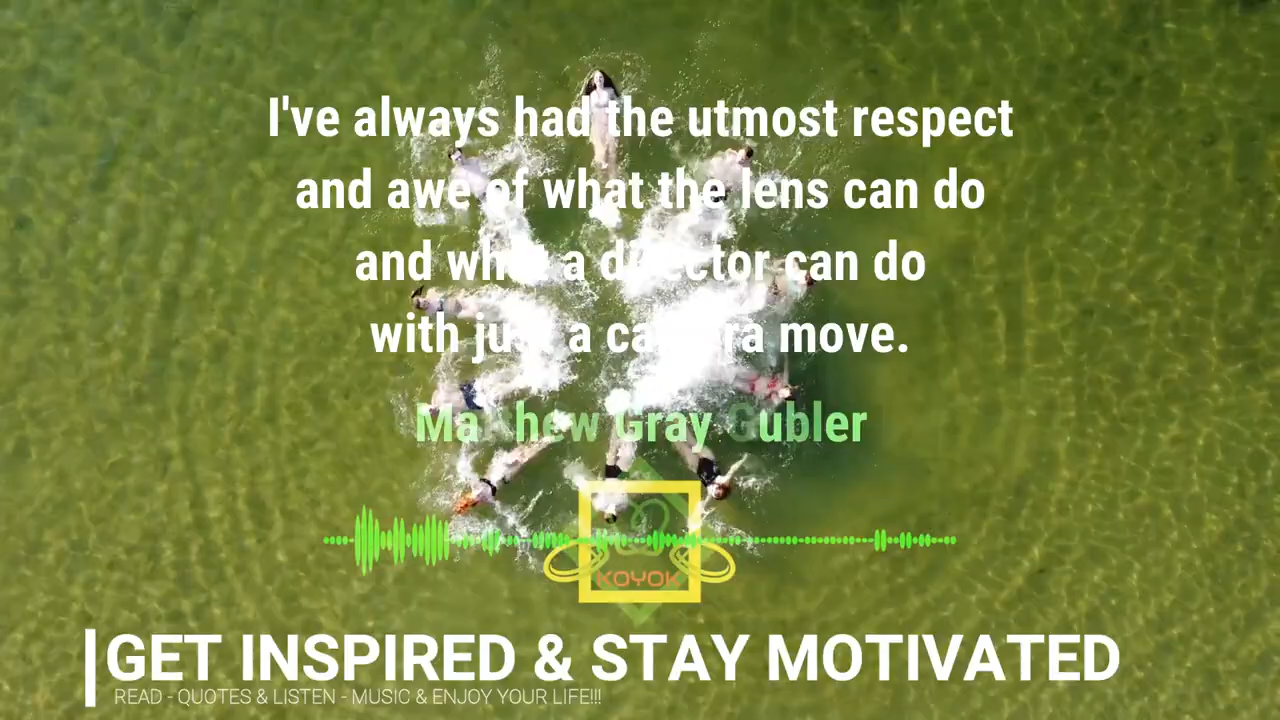 I've always had the utmost respect
and awe of what the lens can do
and what a director can do
with just a camera move.
Matthew Gray Gubler
KOYOK
GET INSPIRED & STAY MOTIVATED
READ - QUOTES & LISTEN - MUSIC & ENJOY YOUR LIFE!!!